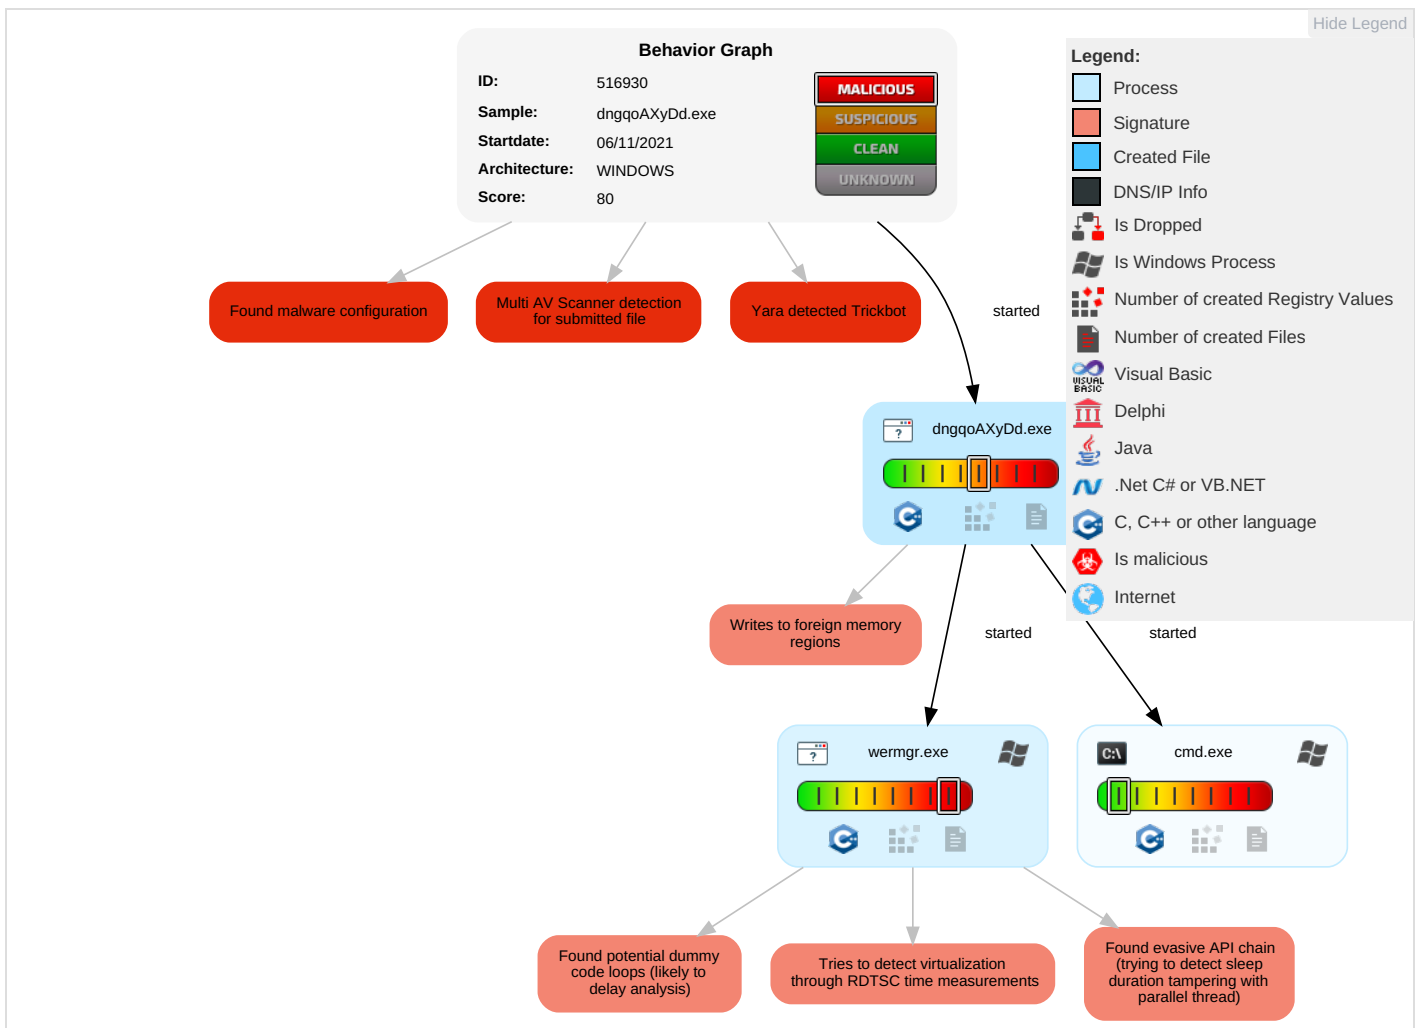 Hide Legend
Behavior Graph
ID: 516930
Sample: dngqoAXyDd.exe
Startdate: 06/11/2021
Architecture: WINDOWS
Score: 80
MALICIOUS
SUSPICIOUS
CLEAN
UNKNOWN
Legend:
Process
Signature
Created File
DNS/IP Info
Is Dropped
Is Windows Process
Number of created Registry Values
Number of created Files
VISUAL
BASIC
Visual Basic
Delphi
Java
.Net C# or VB.NET
C, C++ or other language
Is malicious
Internet
Found malware configuration
Multi AV Scanner detection
for submitted file
Yara detected Trickbot
started
?
dngqoAXyDd.exe
Writes to foreign memory
regions
started
started
?
wermgr.exe
C:\
cmd.exe
Found potential dummy
code loops (likely to
delay analysis)
Tries to detect virtualization
through RDTSC time measurements
Found evasive API chain
(trying to detect sleep
duration tampering with
parallel thread)